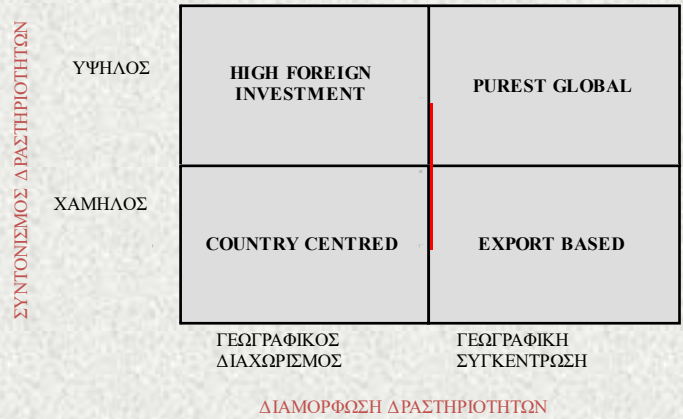 ΣΥΝΤΟΝΙΣΜΟΣ ΔΡΑΣΤΗΡΙΟΤΗΤΩΝ
ΥΨΗΛΟΣ
HIGH FOREIGN
INVESTMENT
PUREST GLOBAL
ΧΑΜΗΛΟΣ
COUNTRY CENTRED
EXPORT BASED
ΓΕΩΓΡΑΦΙΚΟΣ
ΔΙΑΧΩΡΙΣΜΟΣ
ΓΕΩΓΡΑΦΙΚΗ
ΣΥΓΚΕΝΤΡΩΣΗ
ΔΙΑΜΟΡΦΩΣΗ ΔΡΑΣΤΗΡΙΟΤΗΤΩΝ